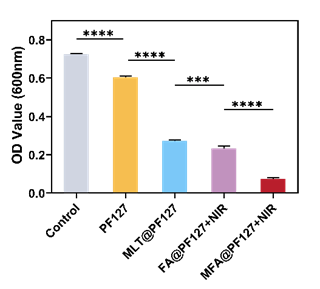 OD Value (600nm)
0.8
0.6
0.4
0.2
0.0
****
****
***
****
Control
PF127
MLT@PF127
FA@PF127+NIR
MFA@PF127+NIR